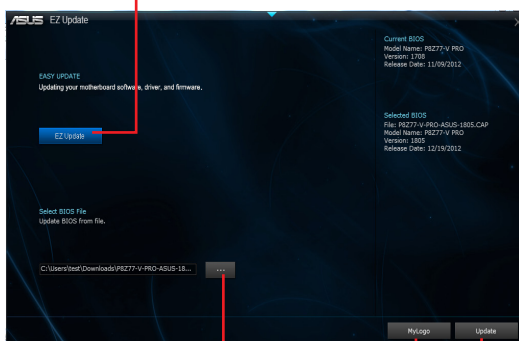 ASUS EZ Update
Current BIOS
Model Name: P8Z77-V PRO
Version: 1708
Release Date: 11/09/2012
EASY UPDATE
Updating your motherboard software, driver, and firmware.
EZ Update
Selected BIOS
File: P8Z77-V-PRO-ASUS-1805.CAP
Model Name: P8Z77-V PRO
Version: 1805
Release Date: 12/19/2012
Select BIOS File
Update BIOS from file.
C:\Users\test\Downloads\P8Z77-V-PRO-ASUS-18...
...
MyLogo
Update